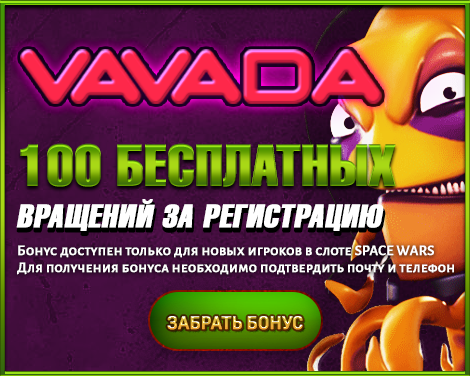 VAVADA
100 БЕСПЛАТНЫХ
ВРАЩЕНИЙ ЗА РЕГИСТРАЦИЮ
Бонус доступен только для новых игроков в слоте SPACE WARS
Для получения бонуса необходимо подтвердить почту и телефон
ЗАБРАТЬ БОНУС